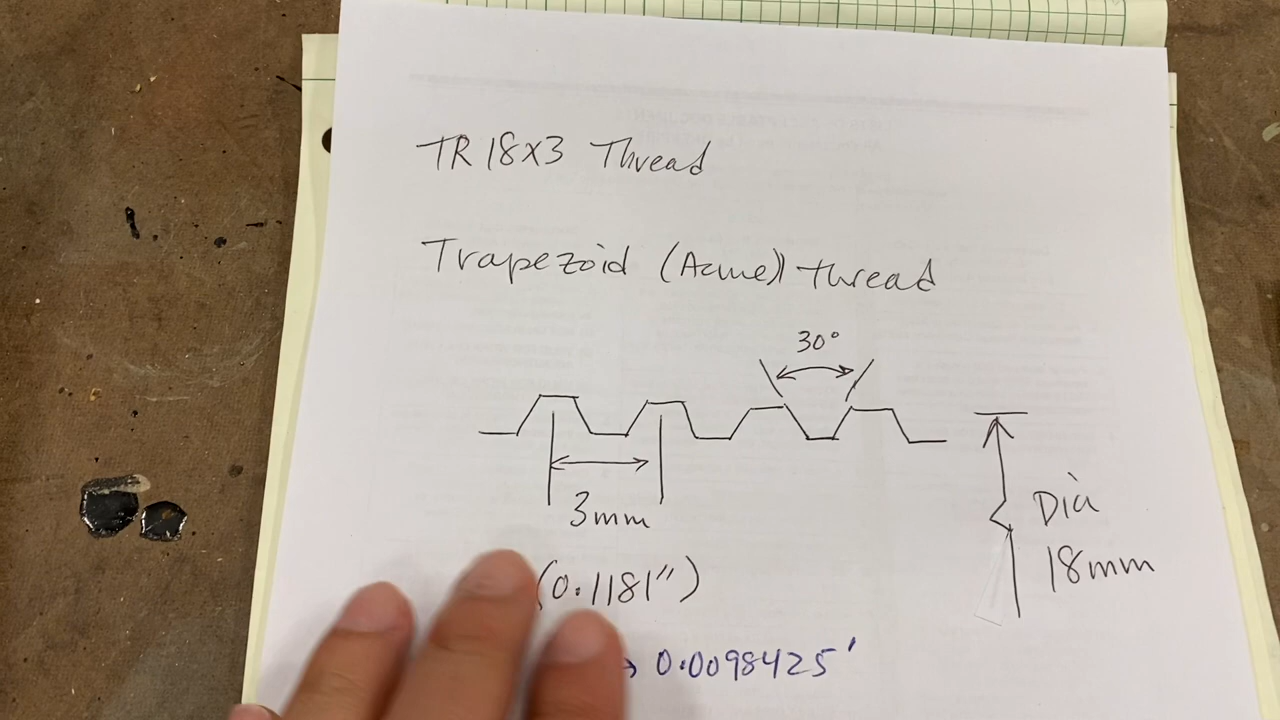 TR 18x3 Thread
Trapezoid (Acme) thread
30°
3mm
Dia
18mm
(0.1181")
→ 0.0098425'